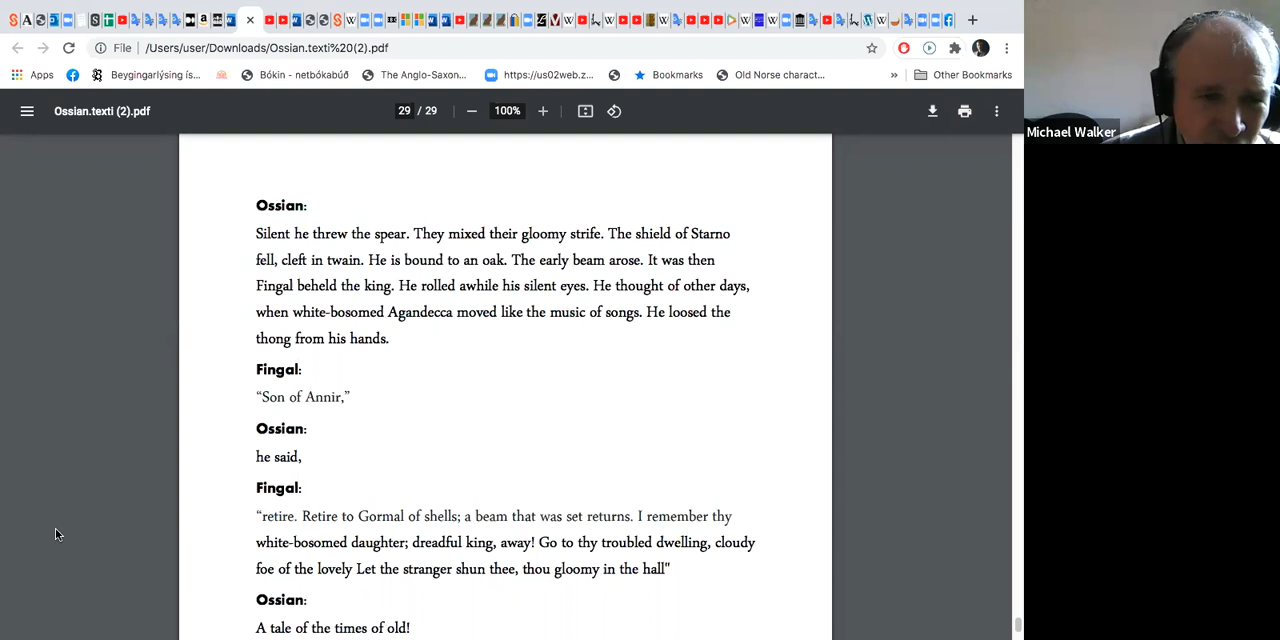 File /Users/user/Downloads/Ossian.texti%20(2).pdf
Apps Beygingarlýsing ís... Bókin - netbókabúð The Anglo-Saxon... https://us02web.z... Bookmarks Old Norse charact... » Other Bookmarks
Ossian.texti (2).pdf 29 / 29 100%
Michael Walker
Ossian:
Silent he threw the spear. They mixed their gloomy strife. The shield of Starno
fell, cleft in twain. He is bound to an oak. The early beam arose. It was then
Fingal beheld the king. He rolled awhile his silent eyes. He thought of other days,
when white-bosomed Agandecca moved like the music of songs. He loosed the
thong from his hands.
Fingal:
“Son of Annir,”
Ossian:
he said,
Fingal:
“retire. Retire to Gormal of shells; a beam that was set returns. I remember thy
white-bosomed daughter; dreadful king, away! Go to thy troubled dwelling, cloudy
foe of the lovely Let the stranger shun thee, thou gloomy in the hall"
Ossian:
A tale of the times of old!